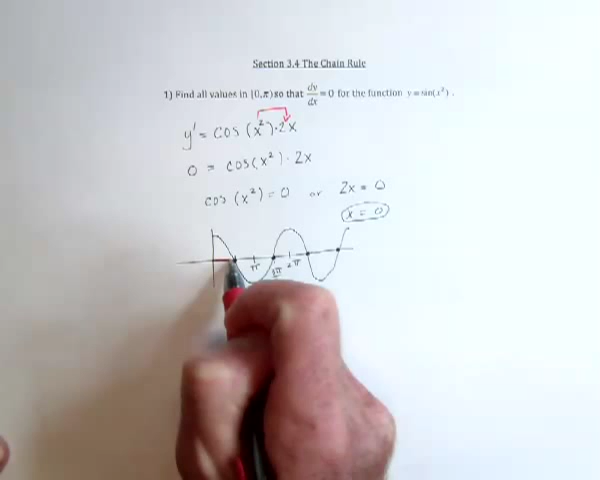 Section 3.4 The Chain Rule
1) Find all values in [0,π) so that dy/dx = 0 for the function y = sin(x²).
y' = cos (x²)·2x
0 = cos(x²) · 2x
cos (x²) = 0 or 2x = 0
x = 0
π 3π 2π